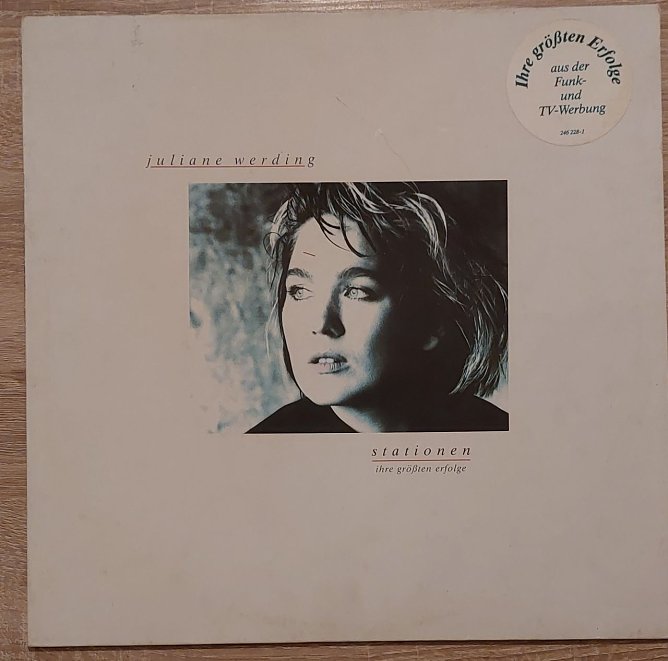 Ihre größten Erfolge
aus der
Funk-
und
TV-Werbung
246 228-1
juliane werding
stationen
ihre größten erfolge